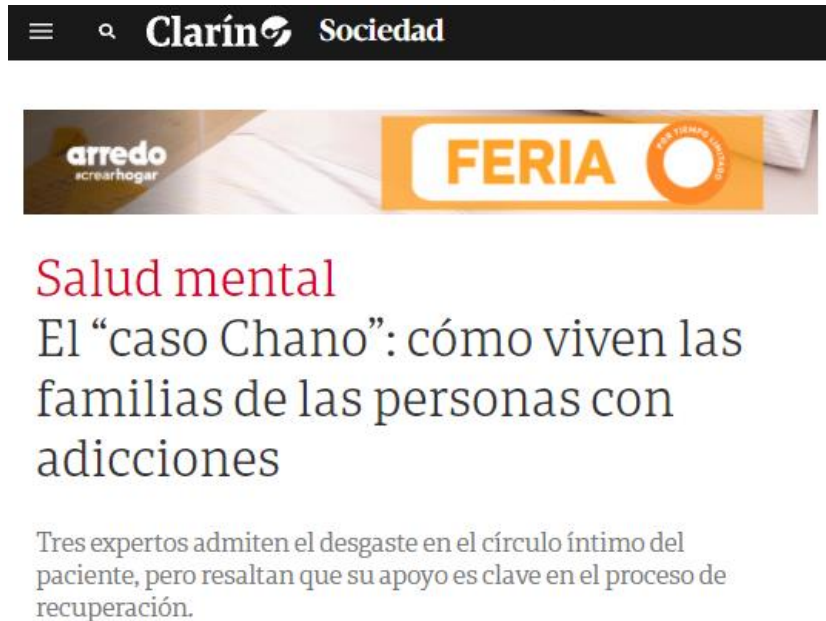 Clarín Sociedad
arredo
#crearhogar
FERIA
POR TIEMPO LIMITADO
Salud mental
El “caso Chano”: cómo viven las
familias de las personas con
adicciones
Tres expertos admiten el desgaste en el círculo íntimo del
paciente, pero resaltan que su apoyo es clave en el proceso de
recuperación.